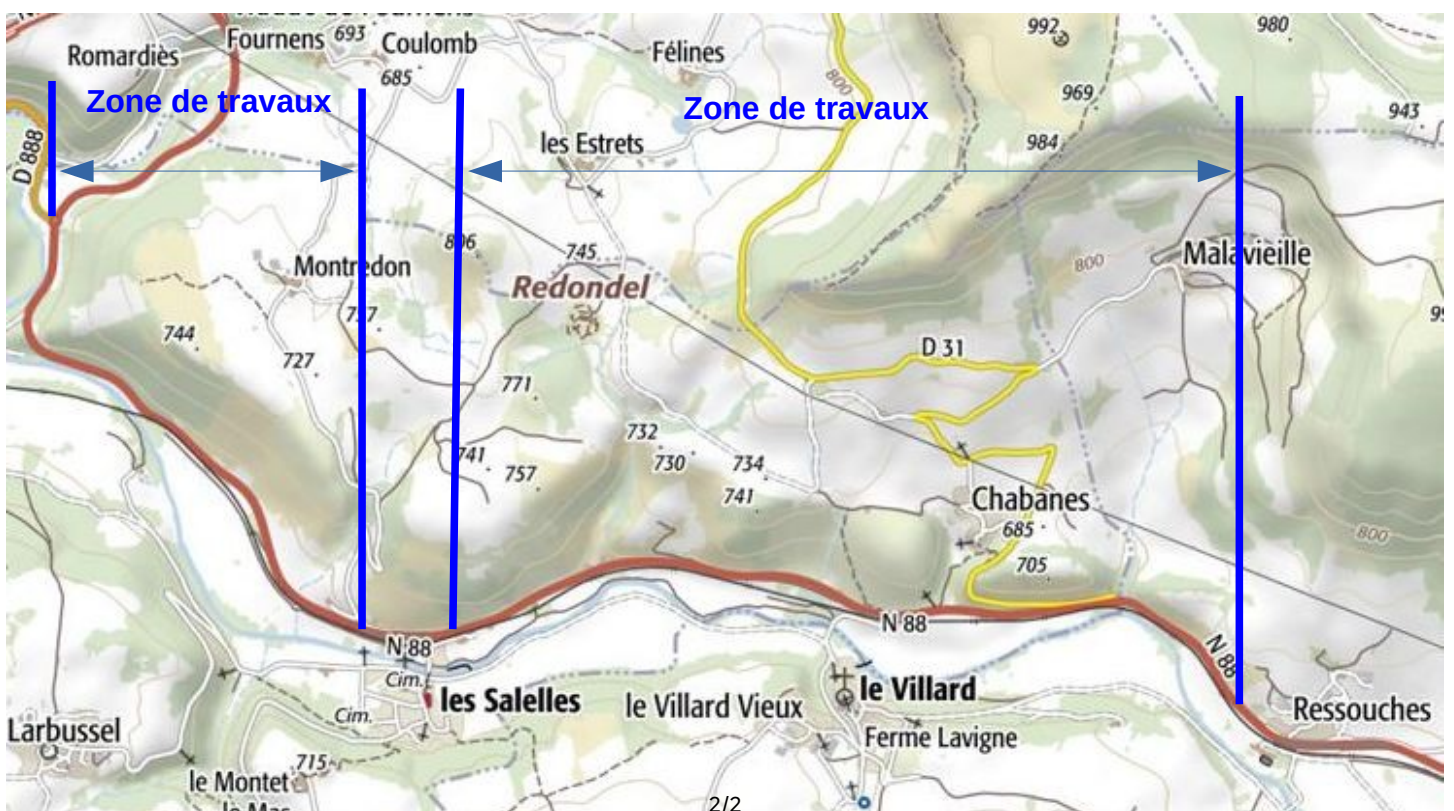 Fournens
693
Coulomb
992
980
Romardiès
Félines
685
800
969
Zone de travaux
Zone de travaux
943
D 888
les Estrets
984
806
745
Montredon
Redondel
800
Malavieille
744
737
727
D 31
771
732
730
734
741
757
741
Chabanes
685
705
800
N 88
N 88
N 88
Cim.
les Salelles
le Villard Vieux
le Villard
Ressouches
Cim.
Larbussel
Ferme Lavigne
715
le Montet
le Mas
2/2